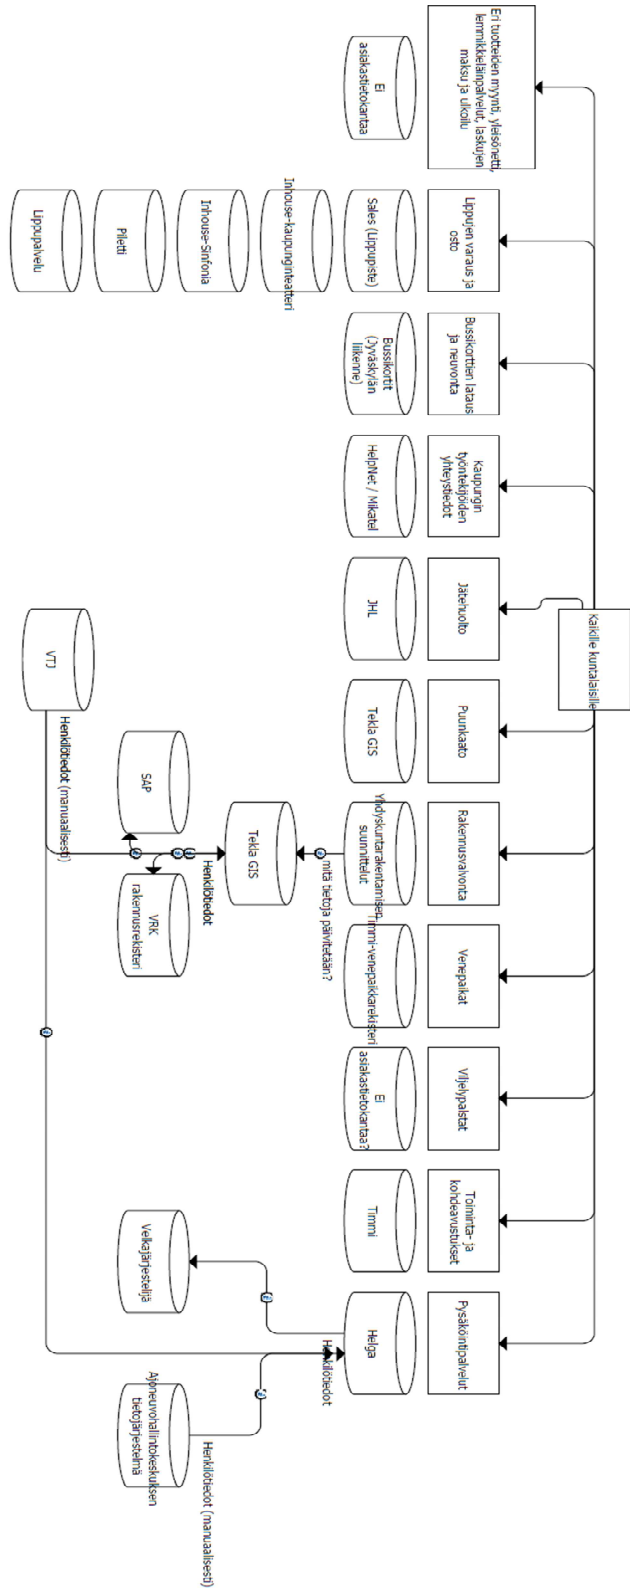 Kaikille kuntalaisille
Eri tuotteiden myynti, yleisönetti,
lemmikkieläinpalvelut, laskujen
maksu ja ulkoilu
Lippujen varaus ja
osto
Bussikorttien lataus
ja neuvonta
Kaupungin
työntekijöiden
yhteystiedot
Jätehuolto
Puunkaato
Rakennusvalvonta
Venepaikat
Viljelypalstat
Toiminta- ja
kohdeavustukset
Pysäköintipalvelut
Ei
asiakastietokantaa
Sales (Lippupiste)
Bussikortit
(Jyväskylän
liikenne)
HelpNet / Mikatel
JHL
Tekla GIS
Yhdyskuntarakentamisen
suunnittelut
Timmi-venepaikkarekisteri
Ei
asiakastietokantaa?
Timmi
Helga
Inhouse-kaupunginteatteri
mitä tietoja päivitetään?
Henkilötiedot
Inhouse-Sinfonia
Tekla GIS
Henkilötiedot
Velkajärjestelijä
Ajoneuvohallintokeskuksen
tietojärjestelmä
Henkilötiedot (manuaalisesti)
Piletti
SAP
VRK
rakennusrekisteri
Lippupalvelu
VTJ
Henkilötiedot (manuaalisesti)